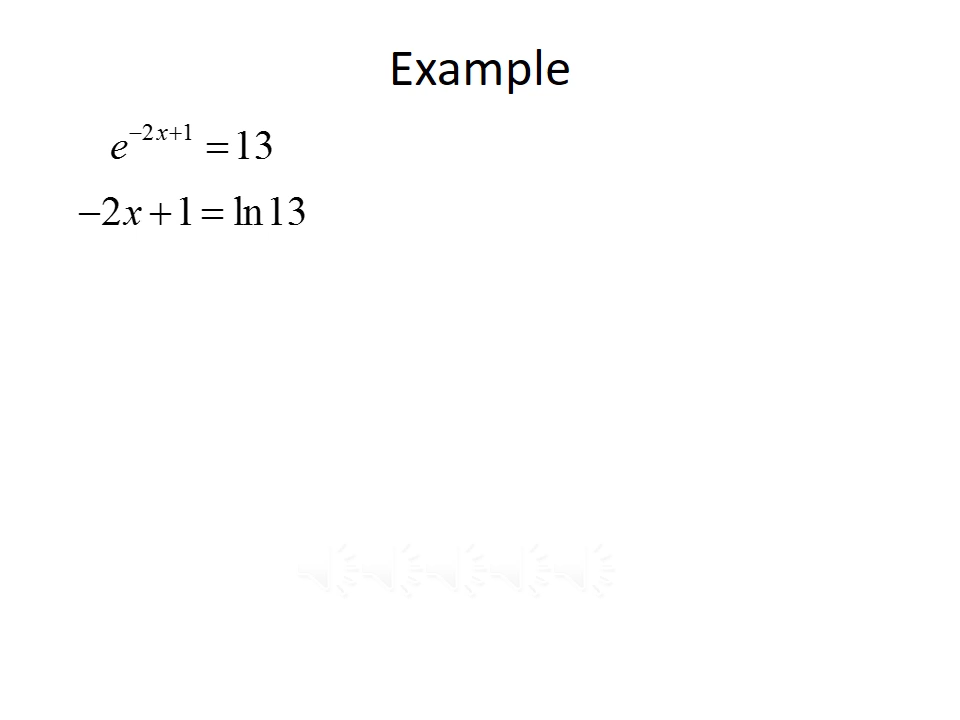 Example
e^{−2x+1} = 13
−2x + 1 = ln 13